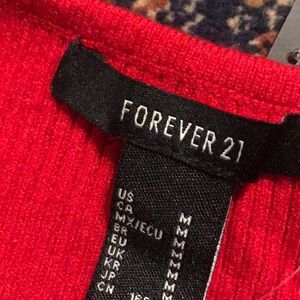 FOREVER 21
US M
CA M
MX/ECU M
BR M
EU M
UK M
KR
JP
CN